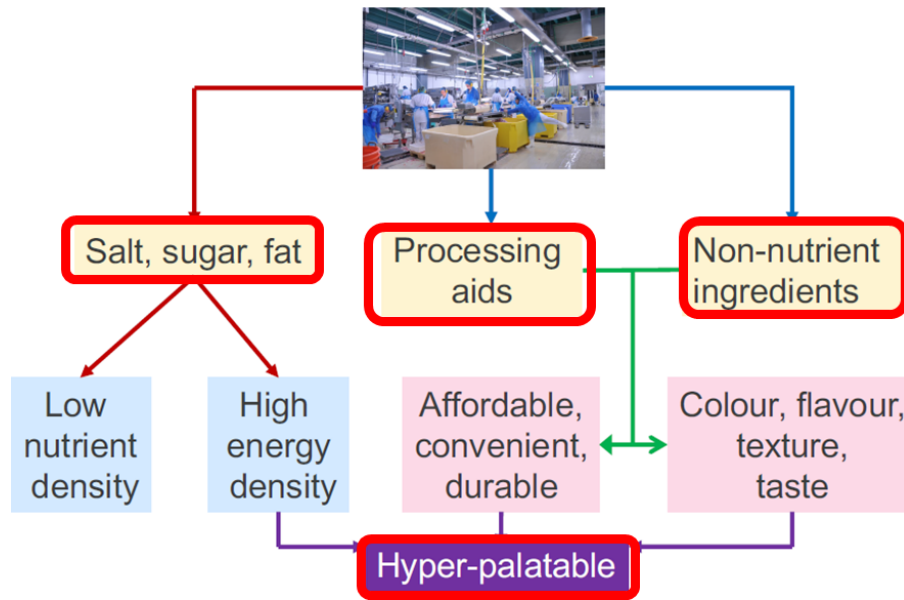 Salt, sugar, fat
Processing
aids
Non-nutrient
ingredients
Low
nutrient
density
High
energy
density
Affordable,
convenient,
durable
Colour, flavour,
texture,
taste
Hyper-palatable